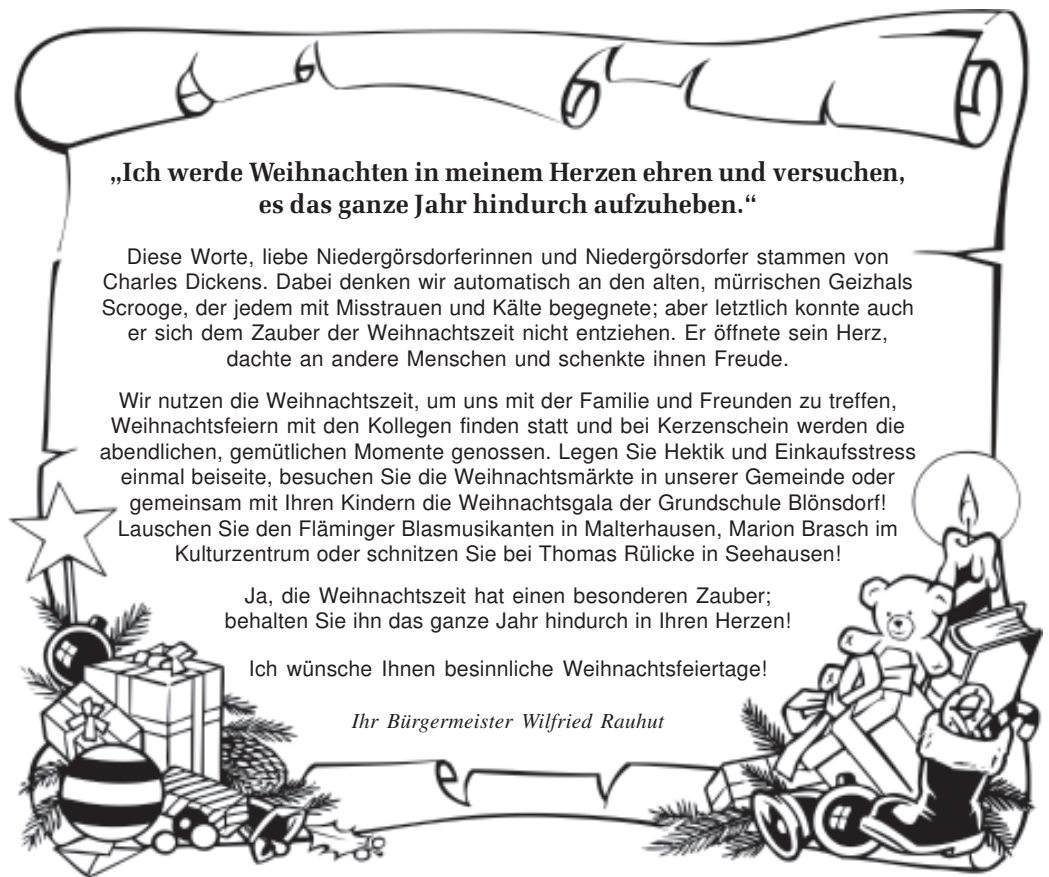 „Ich werde Weihnachten in meinem Herzen ehren und versuchen,
es das ganze Jahr hindurch aufzuheben.“
Diese Worte, liebe Niedergörsdorferinnen und Niedergörsdorfer stammen von
Charles Dickens. Dabei denken wir automatisch an den alten, mürrischen Geizhals
Scrooge, der jedem mit Misstrauen und Kälte begegnete; aber letztlich konnte auch
er sich dem Zauber der Weihnachtszeit nicht entziehen. Er öffnete sein Herz,
dachte an andere Menschen und schenkte ihnen Freude.
Wir nutzen die Weihnachtszeit, um uns mit der Familie und Freunden zu treffen,
Weihnachtsfeiern mit den Kollegen finden statt und bei Kerzenschein werden die
abendlichen, gemütlichen Momente genossen. Legen Sie Hektik und Einkaufsstress
einmal beiseite, besuchen Sie die Weihnachtsmärkte in unserer Gemeinde oder
gemeinsam mit Ihren Kindern die Weihnachtsgala der Grundschule Blönsdorf!
Lauschen Sie den Fläminger Blasmusikanten in Malterhausen, Marion Brasch im
Kulturzentrum oder schnitzen Sie bei Thomas Rülicke in Seehausen!
Ja, die Weihnachtszeit hat einen besonderen Zauber;
behalten Sie ihn das ganze Jahr hindurch in Ihren Herzen!
Ich wünsche Ihnen besinnliche Weihnachtsfeiertage!
Ihr Bürgermeister Wilfried Rauhut